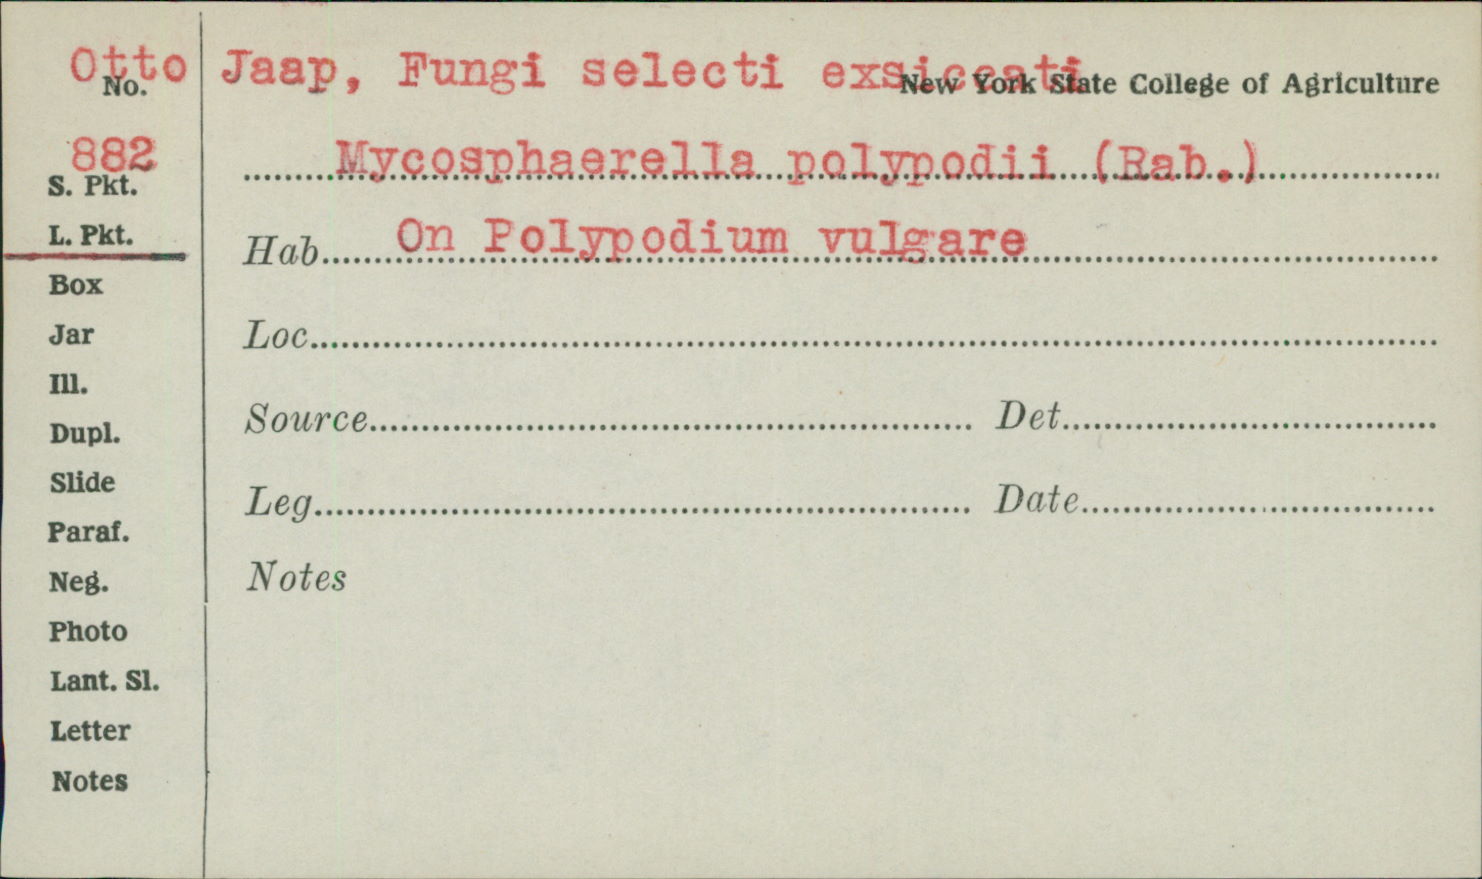 Otto Jaap, Fungi selecti exsiccati
No. New York State College of Agriculture
882 Mycosphaerella polypodii (Rab.)
S. Pkt.
L. Pkt.
Hab. On Polypodium vulgare
Box
Jar
Loc.
Ill.
Dupl.
Source Det.
Slide
Leg. Date
Paraf.
Neg.
Notes
Photo
Lant. Sl.
Letter
Notes